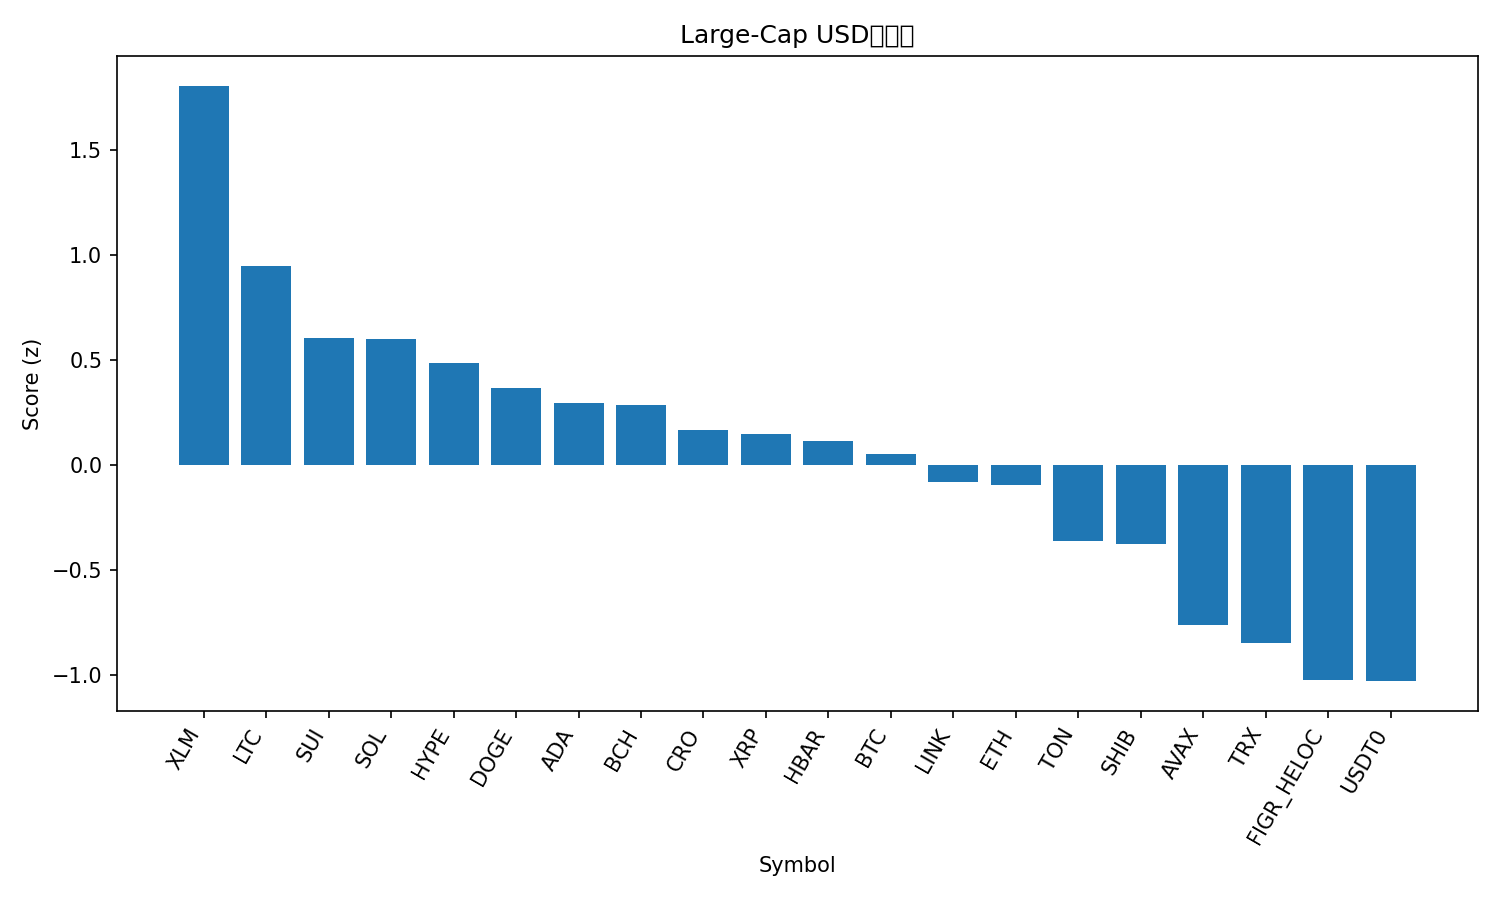 Large-Cap USD
Score (z)
1.5
1.0
0.5
0.0
−0.5
−1.0
XLM
LTC
SUI
SOL
HYPE
DOGE
ADA
BCH
CRO
XRP
HBAR
BTC
LINK
ETH
TON
SHIB
AVAX
TRX
FIGR_HELOC
USDT0
Symbol